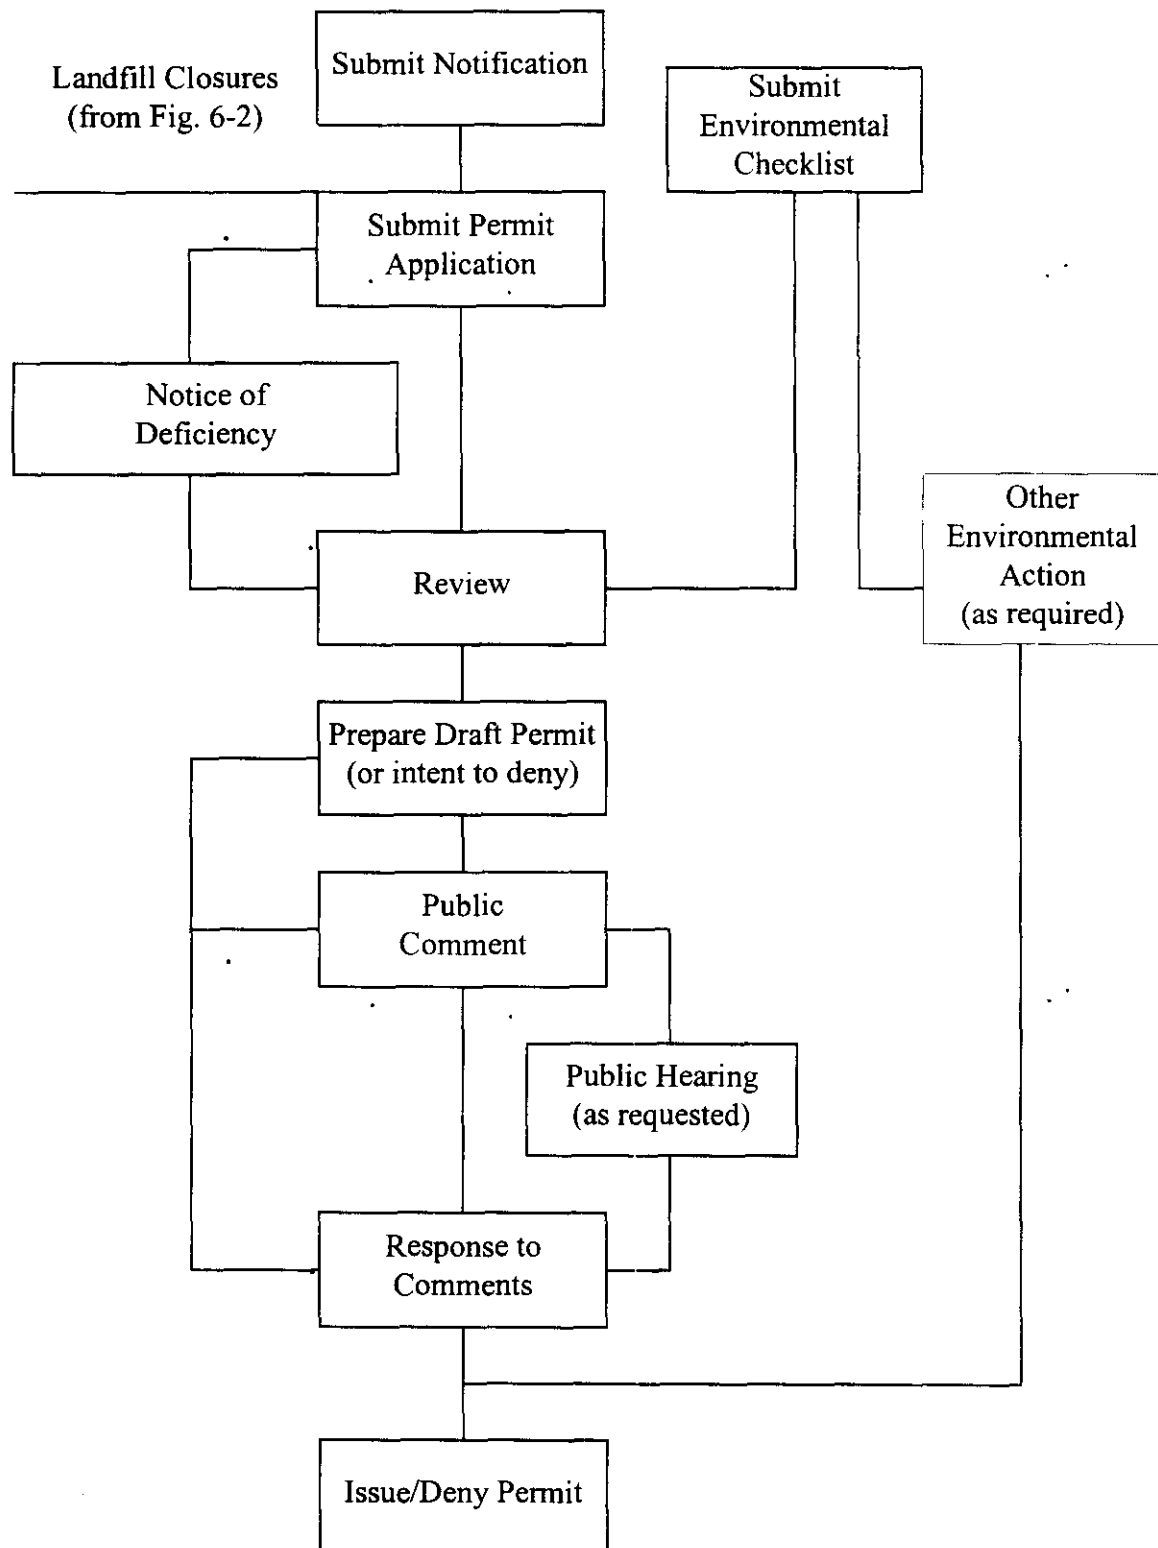 Submit Notification
Landfill Closures
(from Fig. 6-2)
Submit
Environmental
Checklist
Submit Permit
Application
Notice of
Deficiency
Other
Environmental
Action
(as required)
Review
Prepare Draft Permit
(or intent to deny)
Public
Comment
Public Hearing
(as requested)
Response to
Comments
Issue/Deny Permit